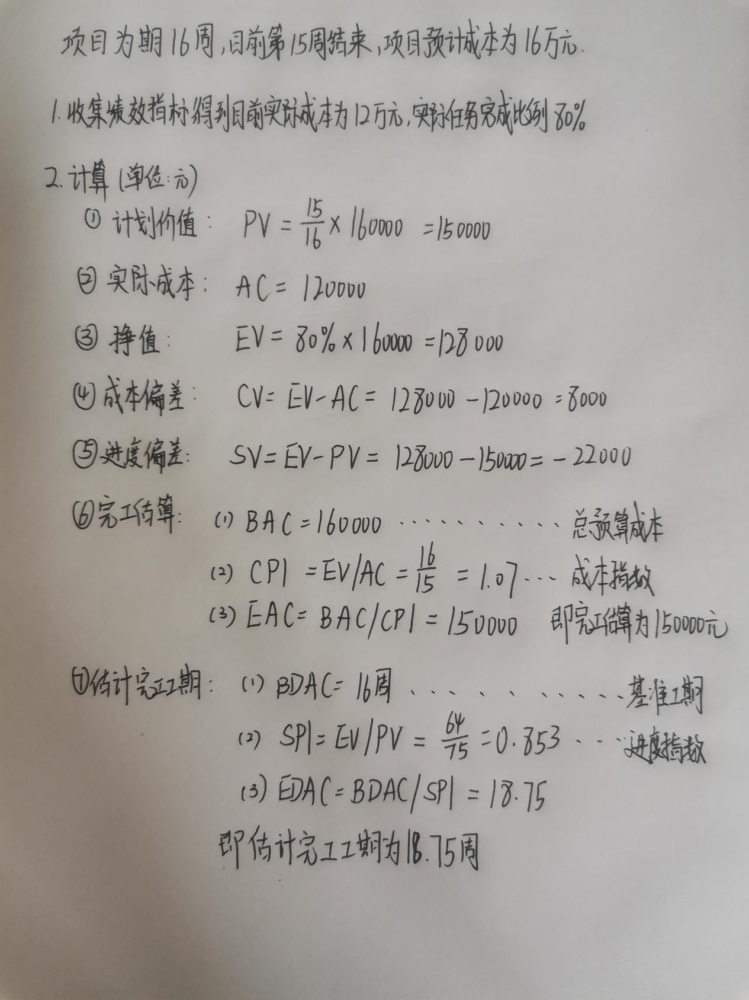 项目为期16周,目前第15周结束,项目预计成本为16万元.
1.收集绩效指标得到目前实际成本为12万元,实际任务完成比例80%
2.计算(单位:元)
① 计划价值: PV = 15/16 × 160000 = 150000
② 实际成本: AC = 120000
③ 挣值: EV = 80% × 160000 = 128000
④ 成本偏差: CV = EV - AC = 128000 - 120000 = 8000
⑤ 进度偏差: SV = EV - PV = 128000 - 150000 = - 22000
⑥ 完工估算: (1) BAC = 160000 ·········· 总预算成本
(2) CPI = EV/AC = 16/15 = 1.07 ··· 成本指数
(3) EAC = BAC/CPI = 150000 即完工估算为150000元
⑦ 估计完工工期: (1) BDAC = 16周 ·········· 基准工期
(2) SPI = EV/PV = 64/75 = 0.853 ··· 进度指数
(3) EDAC = BDAC/SPI = 18.75
即估计完工工期为18.75周